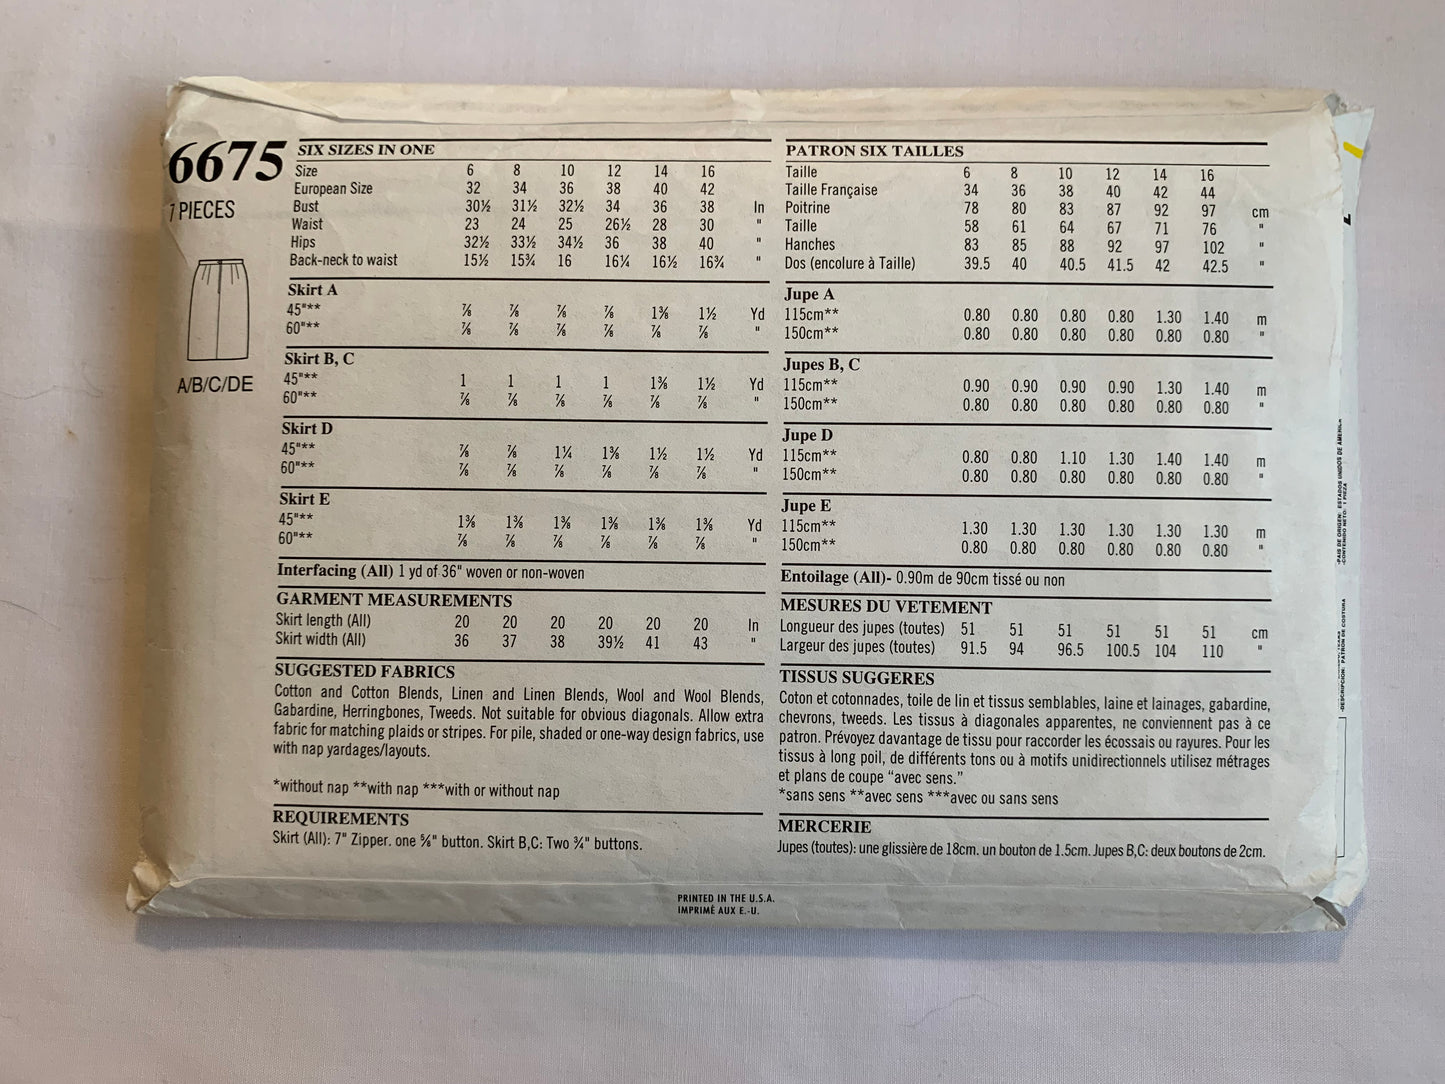 6675
7 PIECES
A/B/C/DE
SIX SIZES IN ONE
Size 6 8 10 12 14 16
European Size 32 34 36 38 40 42
Bust 30½ 31½ 32½ 34 36 38 In
Waist 23 24 25 26½ 28 30 "
Hips 32½ 33½ 34½ 36 38 40 "
Back-neck to waist 15½ 15¾ 16 16¼ 16½ 16¾ "
Skirt A
45"** ⅞ ⅞ ⅞ ⅞ 1⅜ 1½ Yd
60"** ⅞ ⅞ ⅞ ⅞ ⅞ ⅞ "
Skirt B, C
45"** 1 1 1 1 1⅜ 1½ Yd
60"** ⅞ ⅞ ⅞ ⅞ ⅞ ⅞ "
Skirt D
45"** ⅞ ⅞ 1¼ 1⅜ 1½ 1½ Yd
60"** ⅞ ⅞ ⅞ ⅞ ⅞ ⅞ "
Skirt E
45"** 1⅜ 1⅜ 1⅜ 1⅜ 1⅜ 1⅜ Yd
60"** ⅞ ⅞ ⅞ ⅞ ⅞ ⅞ "
Interfacing (All) 1 yd of 36" woven or non-woven
GARMENT MEASUREMENTS
Skirt length (All) 20 20 20 20 20 20 In
Skirt width (All) 36 37 38 39½ 41 43 "
SUGGESTED FABRICS
Cotton and Cotton Blends, Linen and Linen Blends, Wool and Wool Blends,
Gabardine, Herringbones, Tweeds. Not suitable for obvious diagonals. Allow extra
fabric for matching plaids or stripes. For pile, shaded or one-way design fabrics, use
with nap yardages/layouts.
*without nap **with nap ***with or without nap
REQUIREMENTS
Skirt (All): 7" Zipper. one ⅝" button. Skirt B,C: Two ¾" buttons.
PATRON SIX TAILLES
Taille 6 8 10 12 14 16
Taille Française 34 36 38 40 42 44
Poitrine 78 80 83 87 92 97 cm
Taille 58 61 64 67 71 76 "
Hanches 83 85 88 92 97 102 "
Dos (encolure à Taille) 39.5 40 40.5 41.5 42 42.5 "
Jupe A
115cm** 0.80 0.80 0.80 0.80 1.30 1.40 m
150cm** 0.80 0.80 0.80 0.80 0.80 0.80 "
Jupes B, C
115cm** 0.90 0.90 0.90 0.90 1.30 1.40 m
150cm** 0.80 0.80 0.80 0.80 0.80 0.80 "
Jupe D
115cm** 0.80 0.80 1.10 1.30 1.40 1.40 m
150cm** 0.80 0.80 0.80 0.80 0.80 0.80 "
Jupe E
115cm** 1.30 1.30 1.30 1.30 1.30 1.30 m
150cm** 0.80 0.80 0.80 0.80 0.80 0.80 "
Entoilage (All)- 0.90m de 90cm tissé ou non
MESURES DU VETEMENT
Longueur des jupes (toutes) 51 51 51 51 51 51 cm
Largeur des jupes (toutes) 91.5 94 96.5 100.5 104 110 "
TISSUS SUGGERES
Coton et cotonnades, toile de lin et tissus semblables, laine et lainages, gabardine,
chevrons, tweeds. Les tissus à diagonales apparentes, ne conviennent pas à ce
patron. Prévoyez davantage de tissu pour raccorder les écossais ou rayures. Pour les
tissus à long poil, de différents tons ou à motifs unidirectionnels utilisez métrages
et plans de coupe "avec sens."
*sans sens **avec sens ***avec ou sans sens
MERCERIE
Jupes (toutes): une glissière de 18cm. un bouton de 1.5cm. Jupes B,C: deux boutons de 2cm.
PRINTED IN THE U.S.A.
IMPRIMÉ AUX E.-U.
-PAIS DE ORIGEN: ESTADOS UNIDOS DE AMERICA
-CONTENIDO NETO: 1 PIEZA
-DESCRIPCION: PATRON DE COSTURA